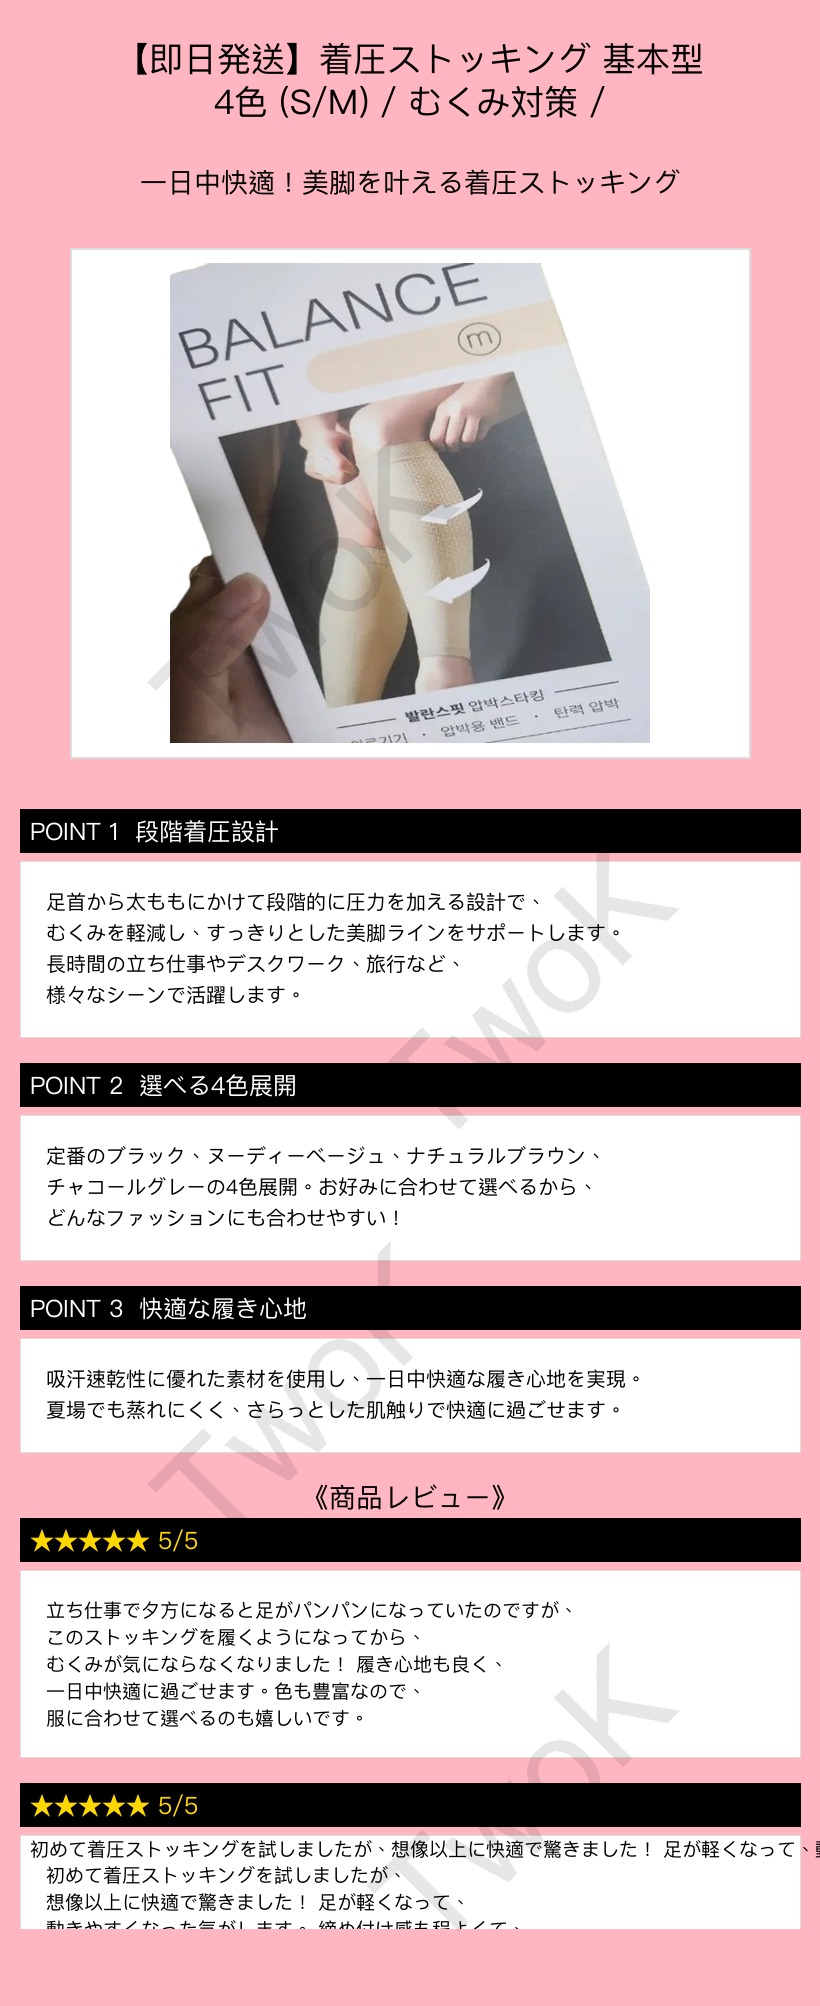 【即日発送】着圧ストッキング 基本型
4色 (S/M) / むくみ対策 /
一日中快適！美脚を叶える着圧ストッキング
BALANCE
FIT
m
발란스핏 압박스타킹
압박용 밴드 · 탄력 압박
TwoK
POINT 1 段階着圧設計
足首から太ももにかけて段階的に圧力を加える設計で、
むくみを軽減し、すっきりとした美脚ラインをサポートします。
長時間の立ち仕事やデスクワーク、旅行など、
様々なシーンで活躍します。
TwoK
POINT 2 選べる4色展開
定番のブラック、ヌーディーベージュ、ナチュラルブラウン、
チャコールグレーの4色展開。お好みに合わせて選べるから、
どんなファッションにも合わせやすい！
POINT 3 快適な履き心地
吸汗速乾性に優れた素材を使用し、一日中快適な履き心地を実現。
夏場でも蒸れにくく、さらっとした肌触りで快適に過ごせます。
TwoK
《商品レビュー》
★★★★★ 5/5
立ち仕事で夕方になると足がパンパンになっていたのですが、
このストッキングを履くようになってから、
むくみが気にならなくなりました！ 履き心地も良く、
一日中快適に過ごせます。色も豊富なので、
服に合わせて選べるのも嬉しいです。
TwoK
★★★★★ 5/5
初めて着圧ストッキングを試しましたが、想像以上に快適で驚きました！ 足が軽くなって、
初めて着圧ストッキングを試しましたが、
想像以上に快適で驚きました！ 足が軽くなって、
動きやすくなった気がします。締め付け感も程よくて、